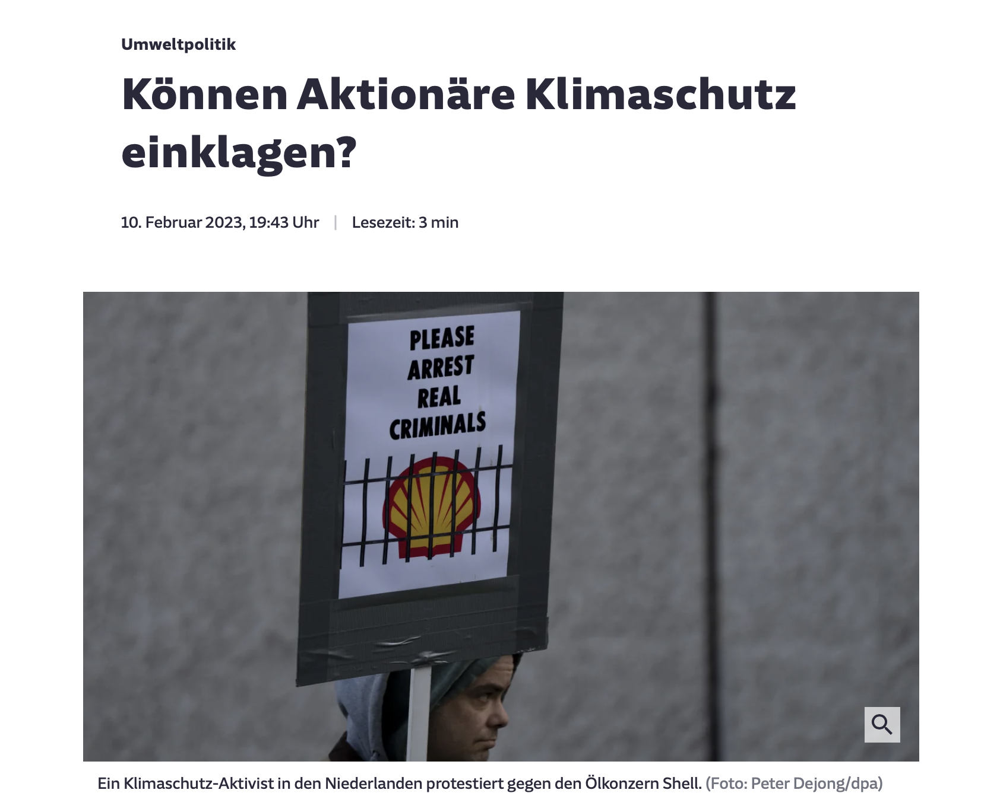 Umweltpolitik
Können Aktionäre Klimaschutz
einklagen?
10. Februar 2023, 19:43 Uhr | Lesezeit: 3 min
PLEASE
ARREST
REAL
CRIMINALS
Ein Klimaschutz-Aktivist in den Niederlanden protestiert gegen den Ölkonzern Shell. (Foto: Peter Dejong/dpa)